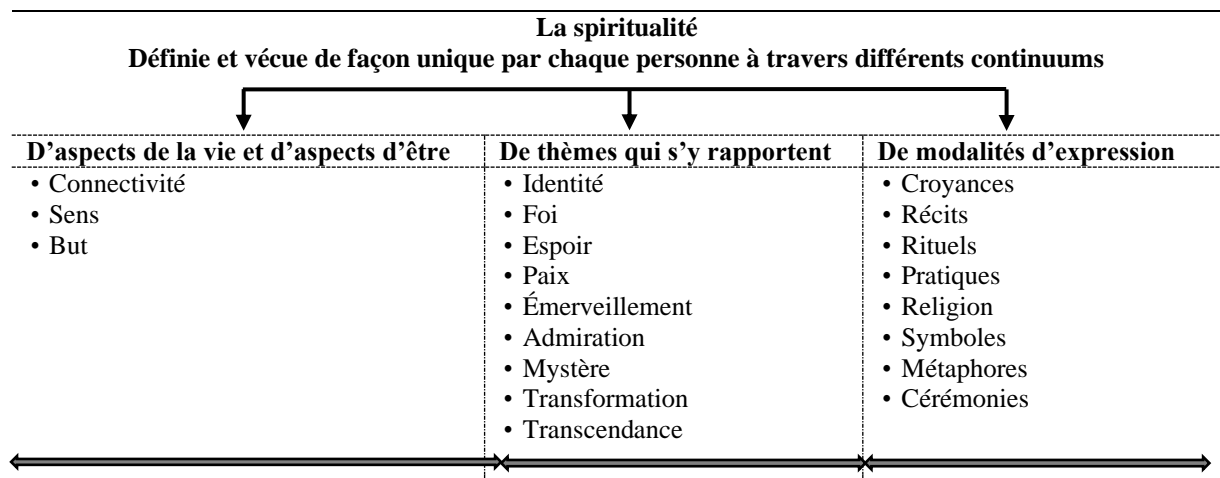 La spiritualité
Définie et vécue de façon unique par chaque personne à travers différents continuums
D’aspects de la vie et d’aspects d’être
• Connectivité
• Sens
• But
De thèmes qui s’y rapportent
• Identité
• Foi
• Espoir
• Paix
• Émerveillement
• Admiration
• Mystère
• Transformation
• Transcendance
De modalités d’expression
• Croyances
• Récits
• Rituels
• Pratiques
• Religion
• Symboles
• Métaphores
• Cérémonies